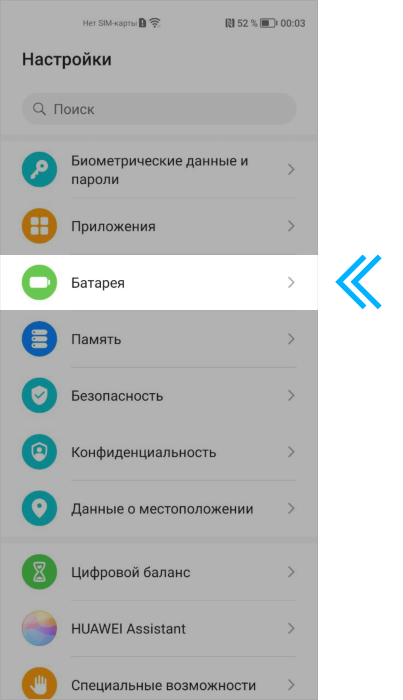 Нет SIM-карты 52 % 00:03
Настройки
Поиск
Биометрические данные и
пароли
Приложения
Батарея
Память
Безопасность
Конфиденциальность
Данные о местоположении
Цифровой баланс
HUAWEI Assistant
Специальные возможности